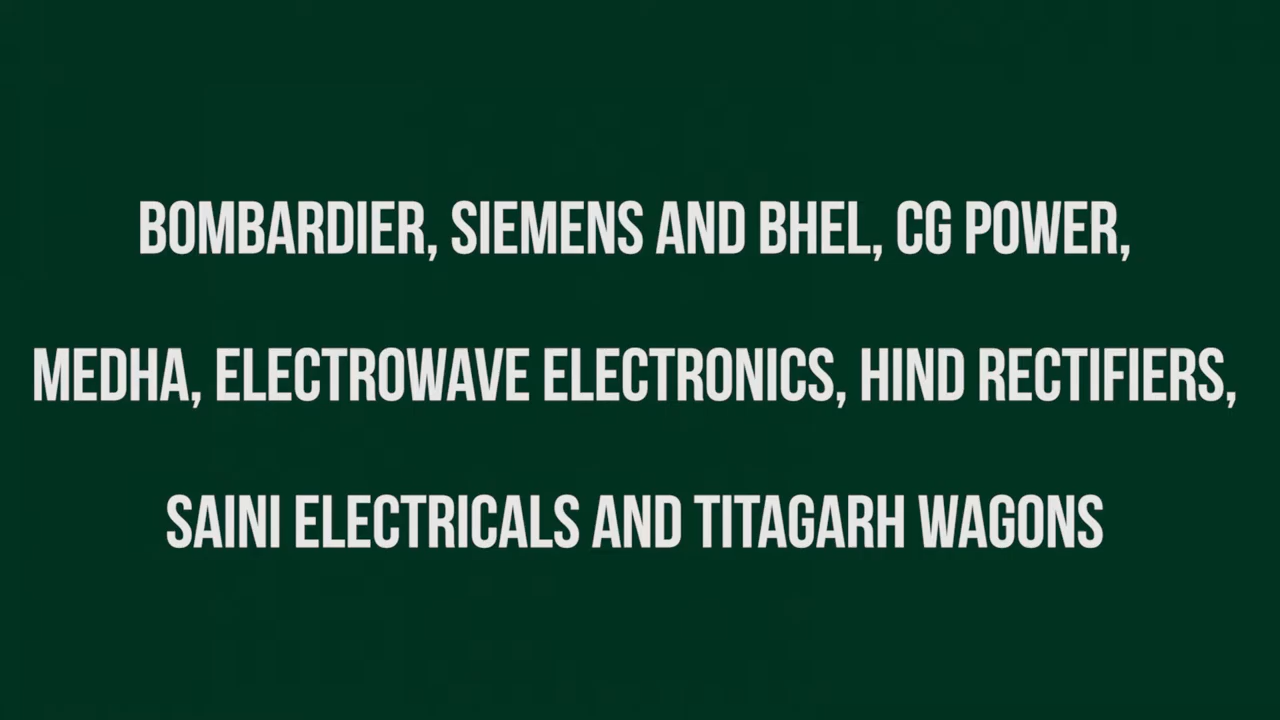 BOMBARDIER, SIEMENS AND BHEL, CG POWER,
MEDHA, ELECTROWAVE ELECTRONICS, HIND RECTIFIERS,
SAINI ELECTRICALS AND TITAGARH WAGONS